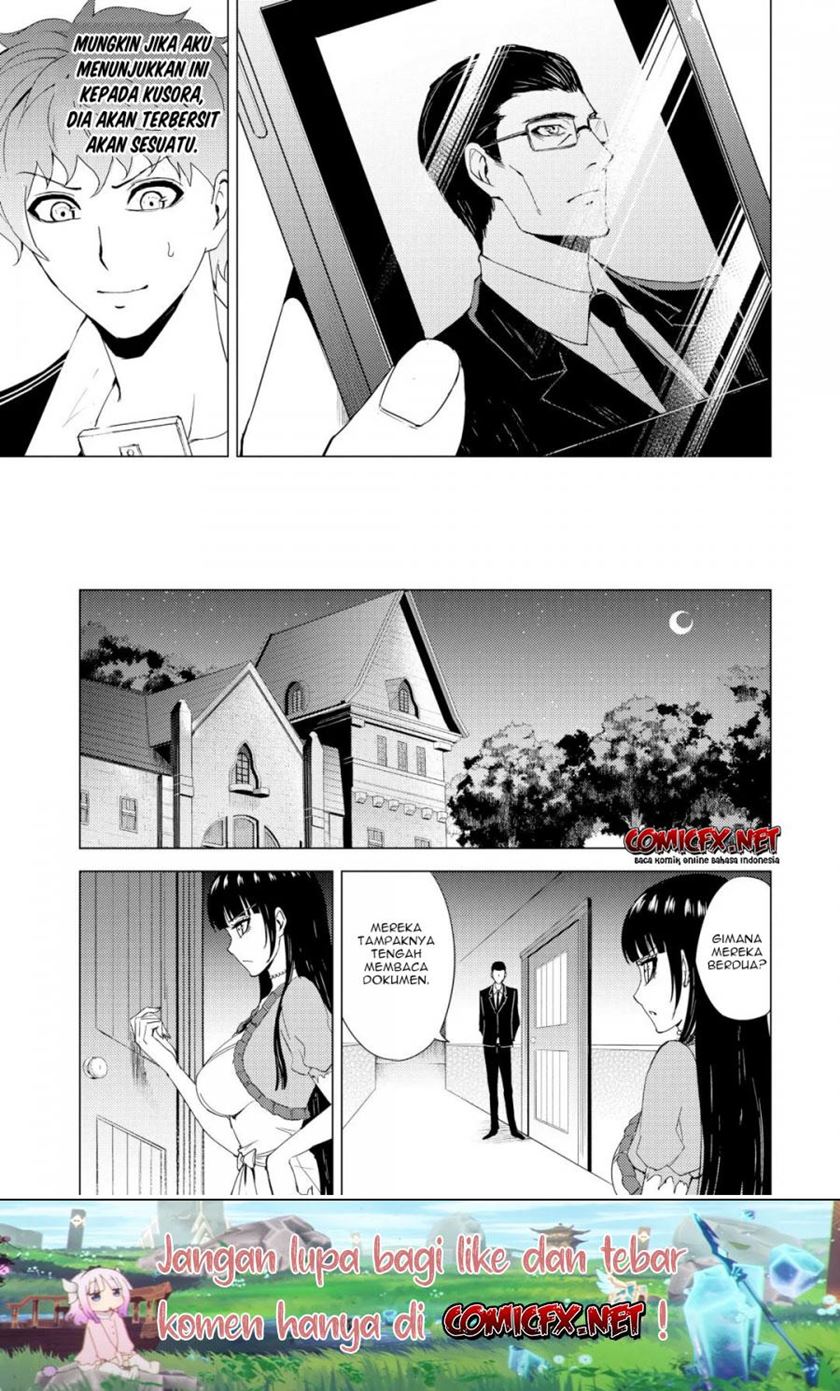 MUNGKIN JIKA AKU
MENUNJUKKAN INI
KEPADA KUSORA,
DIA AKAN TERBERSIT
AKAN SESUATU.
COMICFX.NET
Baca Komik Online Bahasa Indonesia
GIMANA
MEREKA
BERDUA?
MEREKA
TAMPAKNYA
TENGAH
MEMBACA
DOKUMEN.
Jangan lupa bagi like dan tebar
komen hanya di COMICFX.NET !